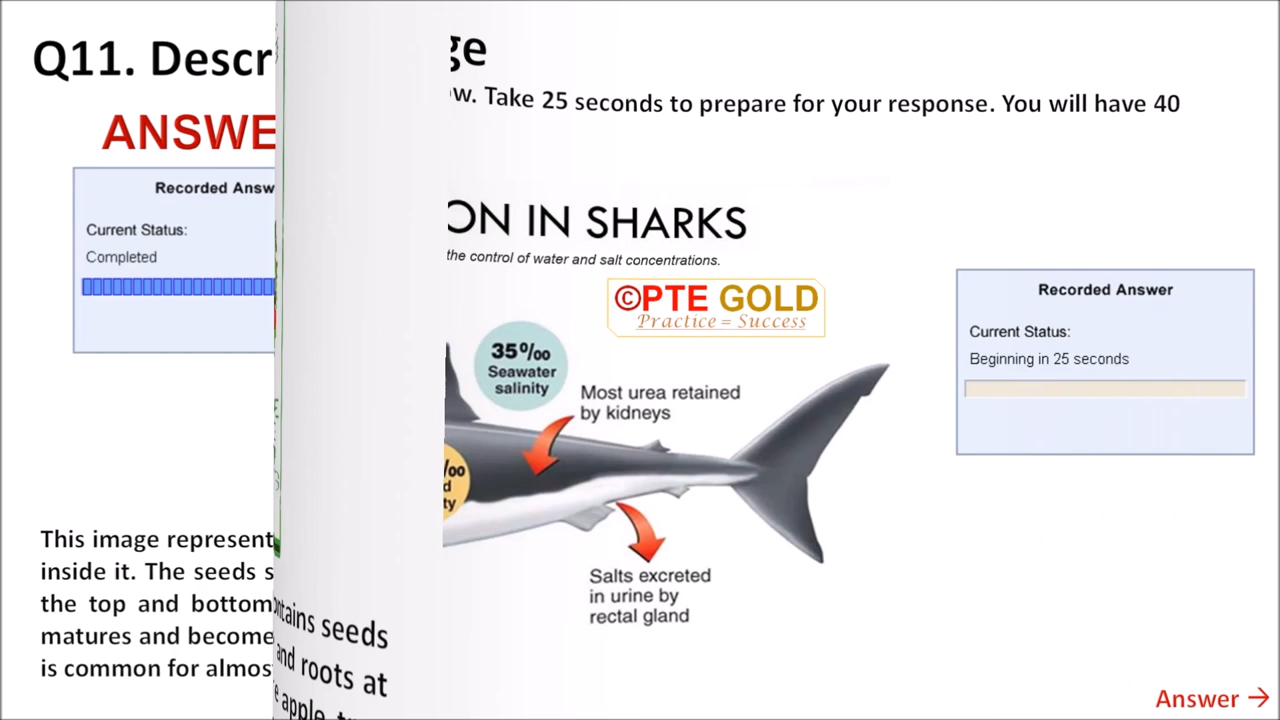 Q11. Descr
ANSWE
Recorded Answ
Current Status:
Completed
This image represent
inside it. The seeds s
the top and bottom
matures and become
is common for almos
seeds
and roots at
apple
ge
ow. Take 25 seconds to prepare for your response. You will have 40
ON IN SHARKS
the control of water and salt concentrations.
©PTE GOLD
Practice = Success
35‰
Seawater
salinity
Most urea retained
by kidneys
Salts excreted
in urine by
rectal gland
Recorded Answer
Current Status:
Beginning in 25 seconds
Answer →